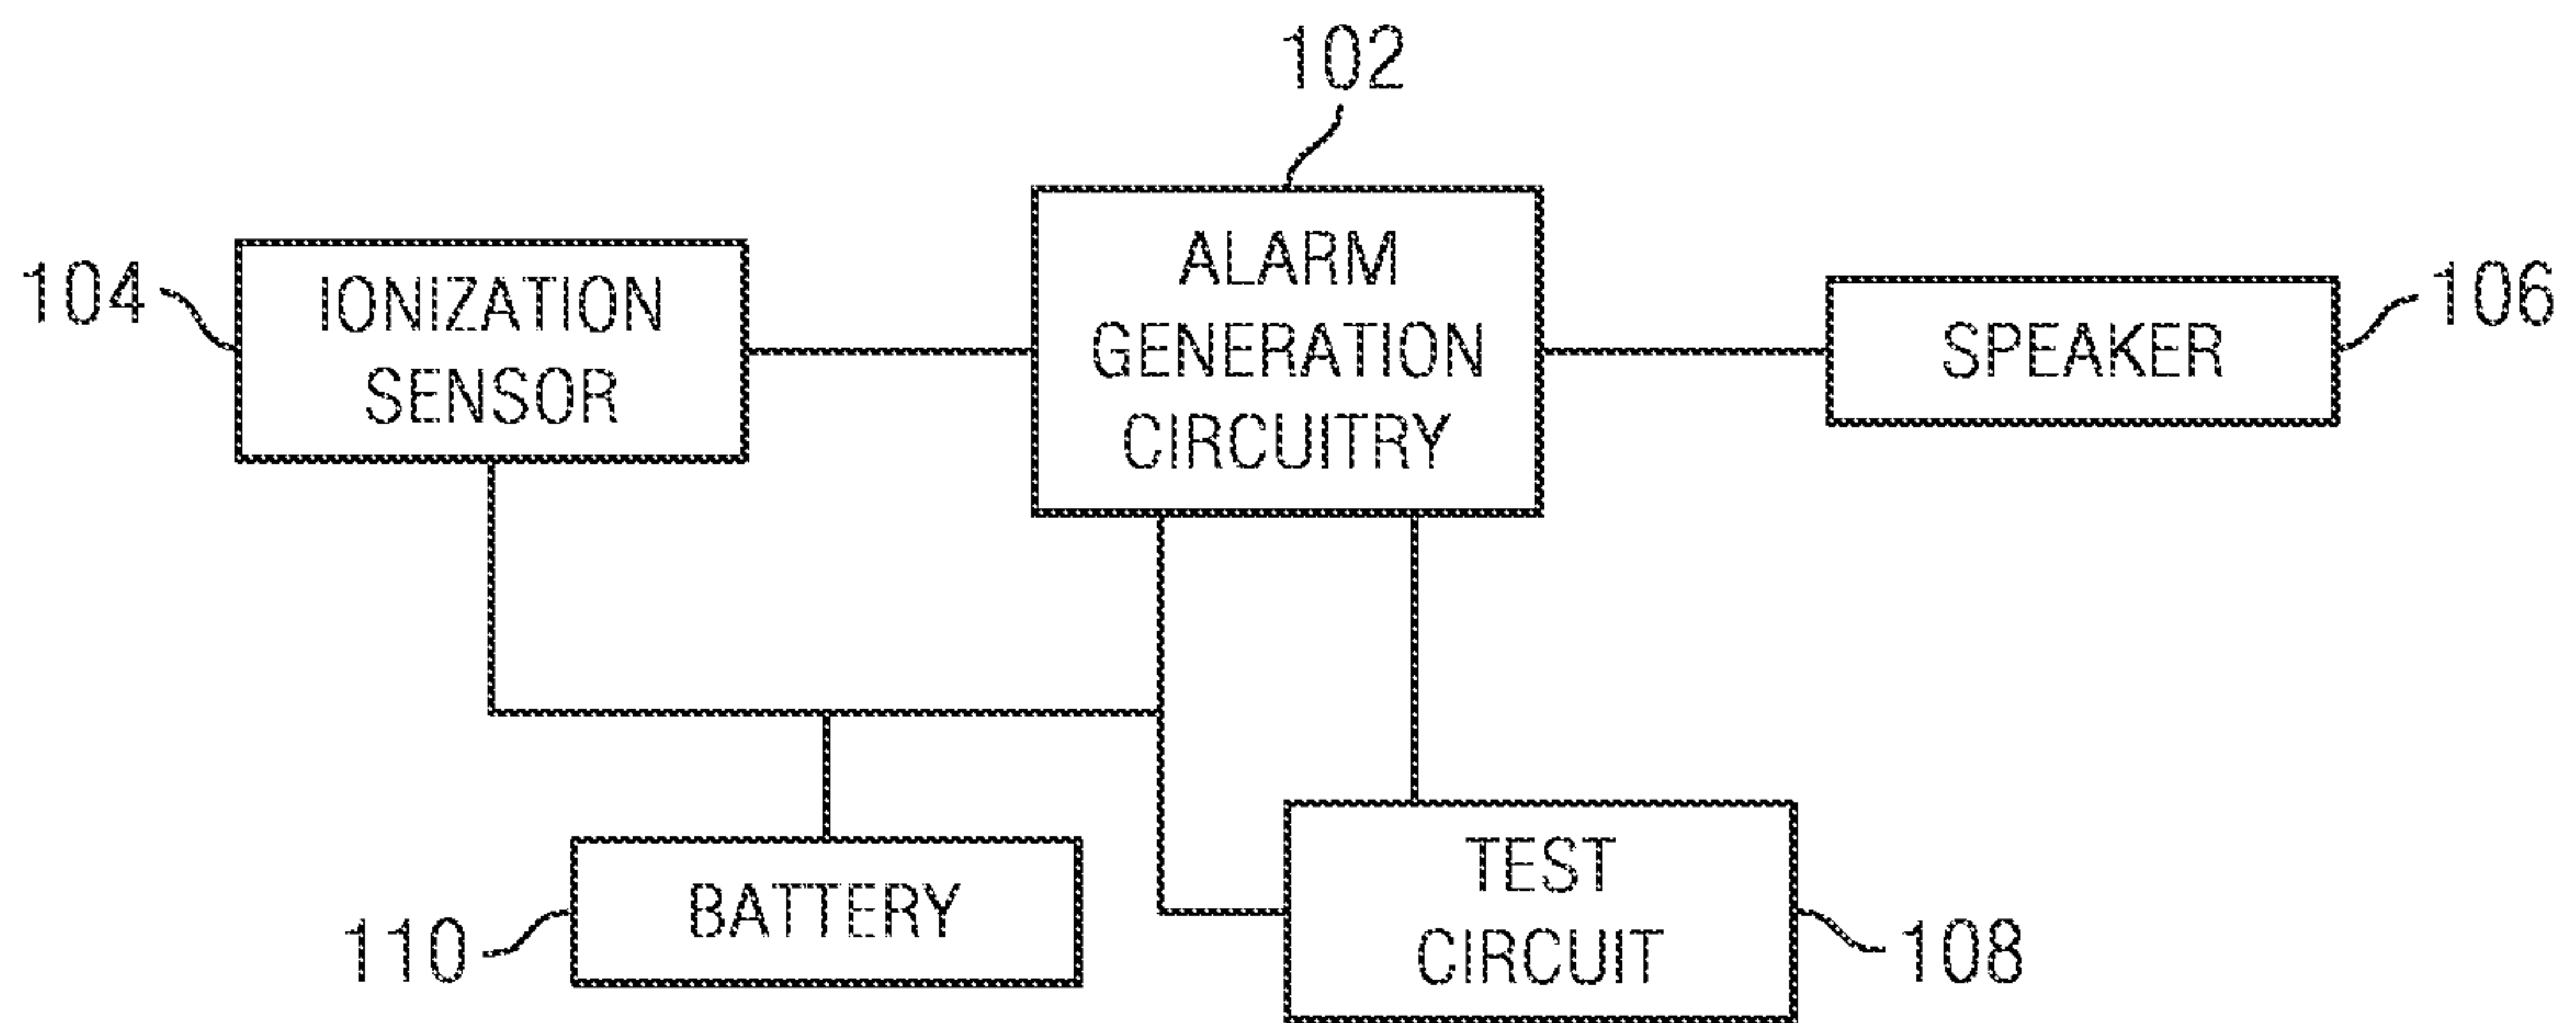 102
104
IONIZATION
SENSOR
ALARM
GENERATION
CIRCUITRY
SPEAKER
106
110
BATTERY
TEST
CIRCUIT
108